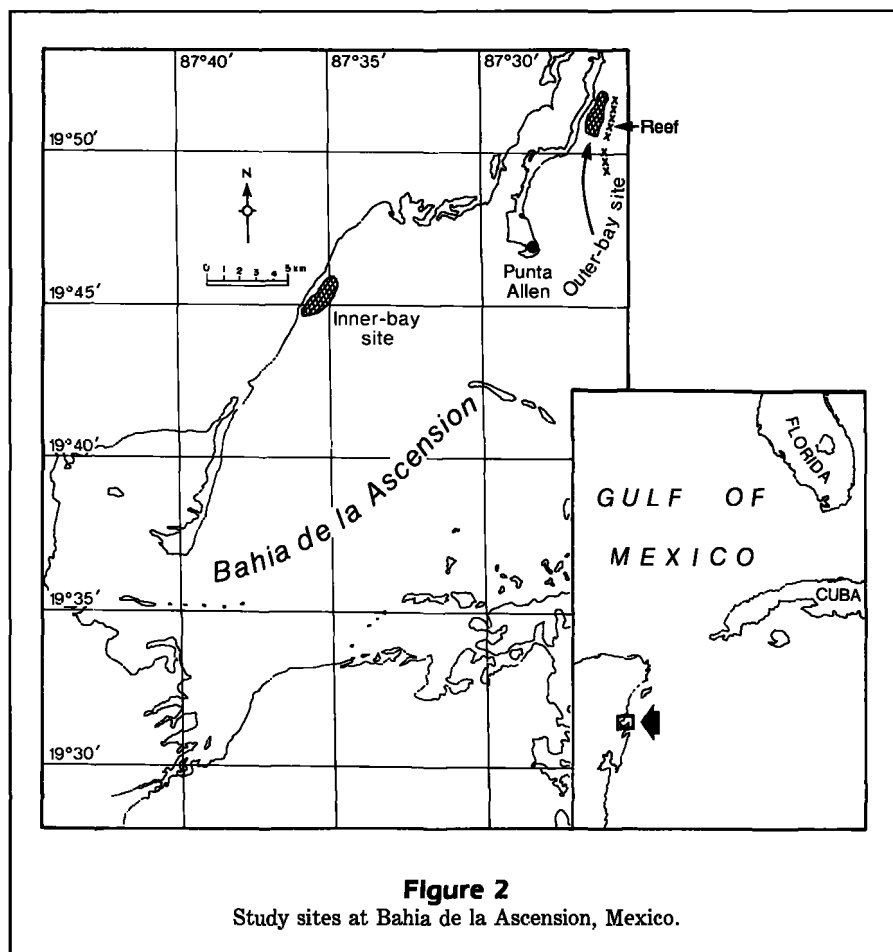 87°40′ 87°35′ 87°30′
Reef
19°50′
N
Outer-bay site
Punta
Allen
0 1 2 3 4 5 km
19°45′
Inner-bay
site
Bahia de la Ascension
19°40′
FLORIDA
GULF OF
MEXICO
CUBA
19°35′
19°30′
Figure 2
Study sites at Bahia de la Ascension, Mexico.